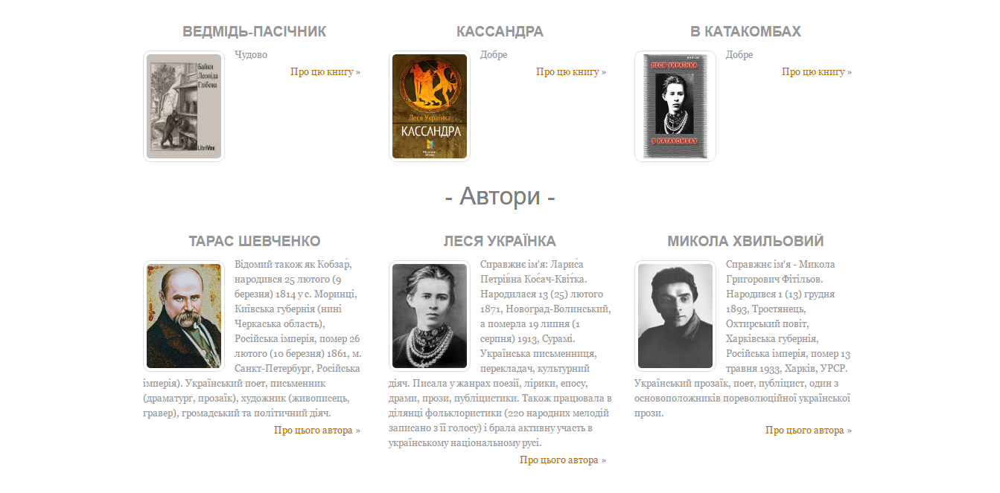 ВЕДМІДЬ-ПАСІЧНИК
Чудово
Про цю книгу »
Байки
Леоніда
Глібова
LibriVox
КАССАНДРА
Добре
Про цю книгу »
Леся Українка
КАССАНДРА
В КАТАКОМБАХ
Добре
Про цю книгу »
ЛЕСЯ УКРАЇНКА
В КАТАКОМБАХ
- Автори -
ТАРАС ШЕВЧЕНКО
Відомий також як Кобза́р,
народився 25 лютого (9
березня) 1814 у с. Моринці,
Київська губернія (нині
Черкаська область),
Російська імперія, помер 26
лютого (10 березня) 1861, м.
Санкт-Петербург, Російська
імперія). Український поет, письменник
(драматург, прозаїк), художник (живописець,
гравер), громадський та політичний діяч.
Про цього автора »
ЛЕСЯ УКРАЇНКА
Справжнє ім'я: Лари́са
Петрі́вна Ко́сач-Кві́тка.
Народилася 13 (25) лютого
1871, Новоград-Волинський,
а померла 19 липня (1
серпня) 1913, Сурамі.
Українська письменниця,
перекладач, культурний
діяч. Писала у жанрах поезії, лірики, епосу,
драми, прози, публіцистики. Також працювала в
ділянці фольклористики (220 народних мелодій
записано з її голосу) і брала активну участь в
українському національному русі.
Про цього автора »
МИКОЛА ХВИЛЬОВИЙ
Справжнє ім'я - Микола
Григорович Фітільов.
Народився 1 (13) грудня
1893, Тростянець,
Охтирський повіт,
Харківська губернія,
Російська імперія, помер 13
травня 1933, Харків, УРСР.
Український прозаїк, поет, публіцист, один з
основоположників пореволюційної української
прози.
Про цього автора »